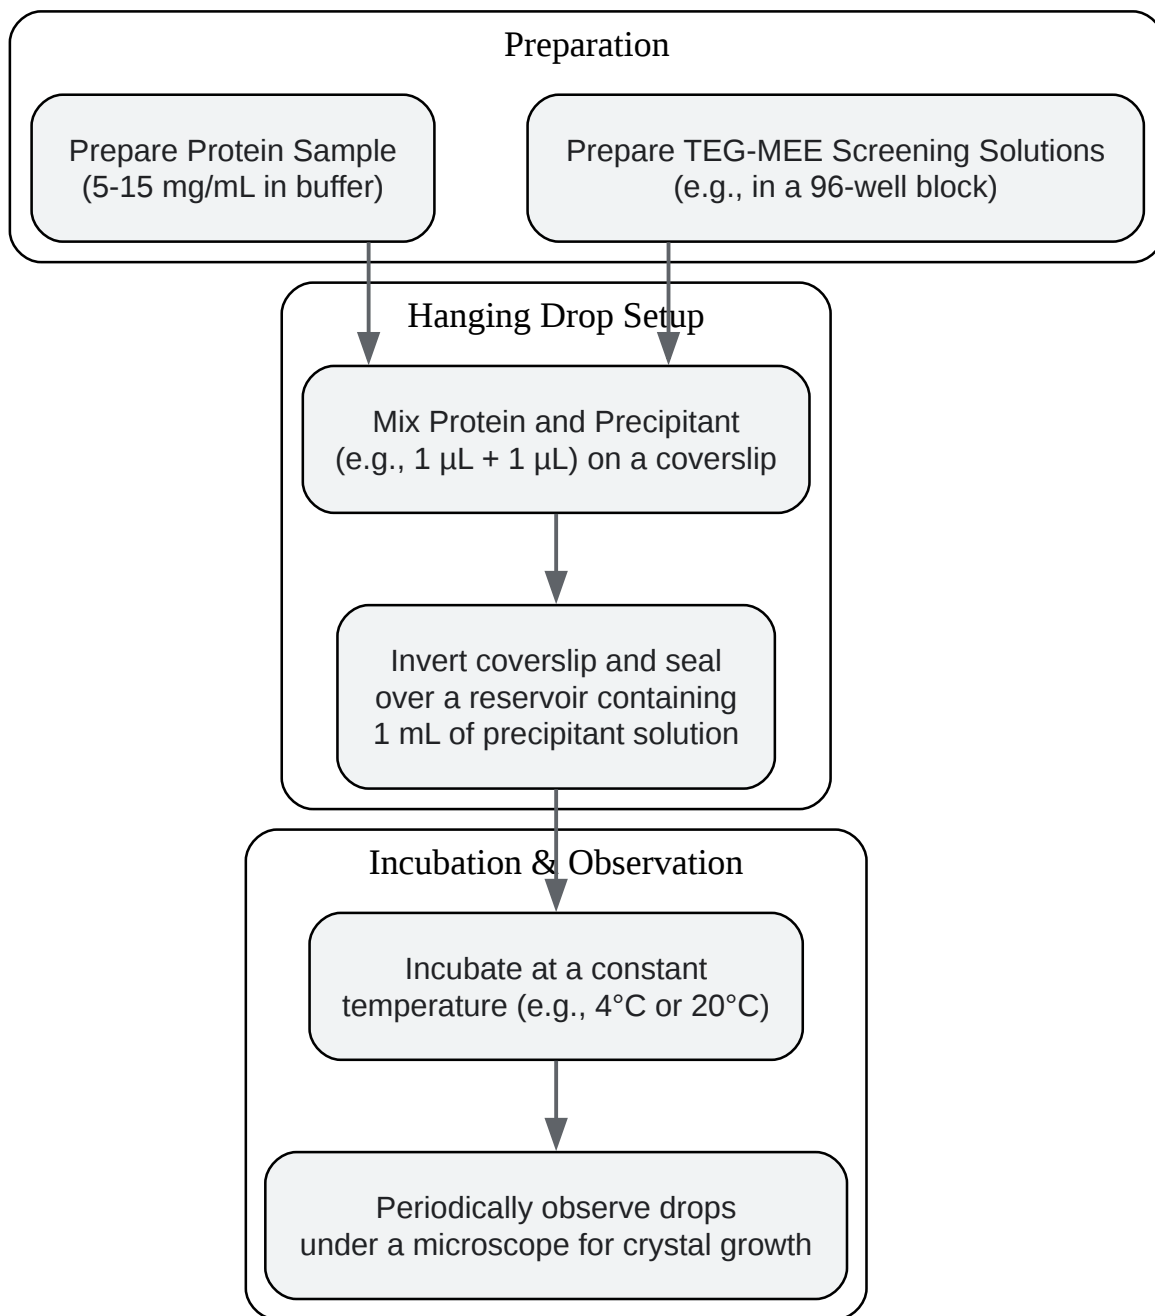 Preparation
Prepare Protein Sample
(5-15 mg/mL in buffer)
Prepare TEG-MEE Screening Solutions
(e.g., in a 96-well block)
Hanging Drop Setup
Mix Protein and Precipitant
(e.g., 1 µL + 1 µL) on a coverslip
Invert coverslip and seal
over a reservoir containing
1 mL of precipitant solution
Incubation & Observation
Incubate at a constant
temperature (e.g., 4°C or 20°C)
Periodically observe drops
under a microscope for crystal growth